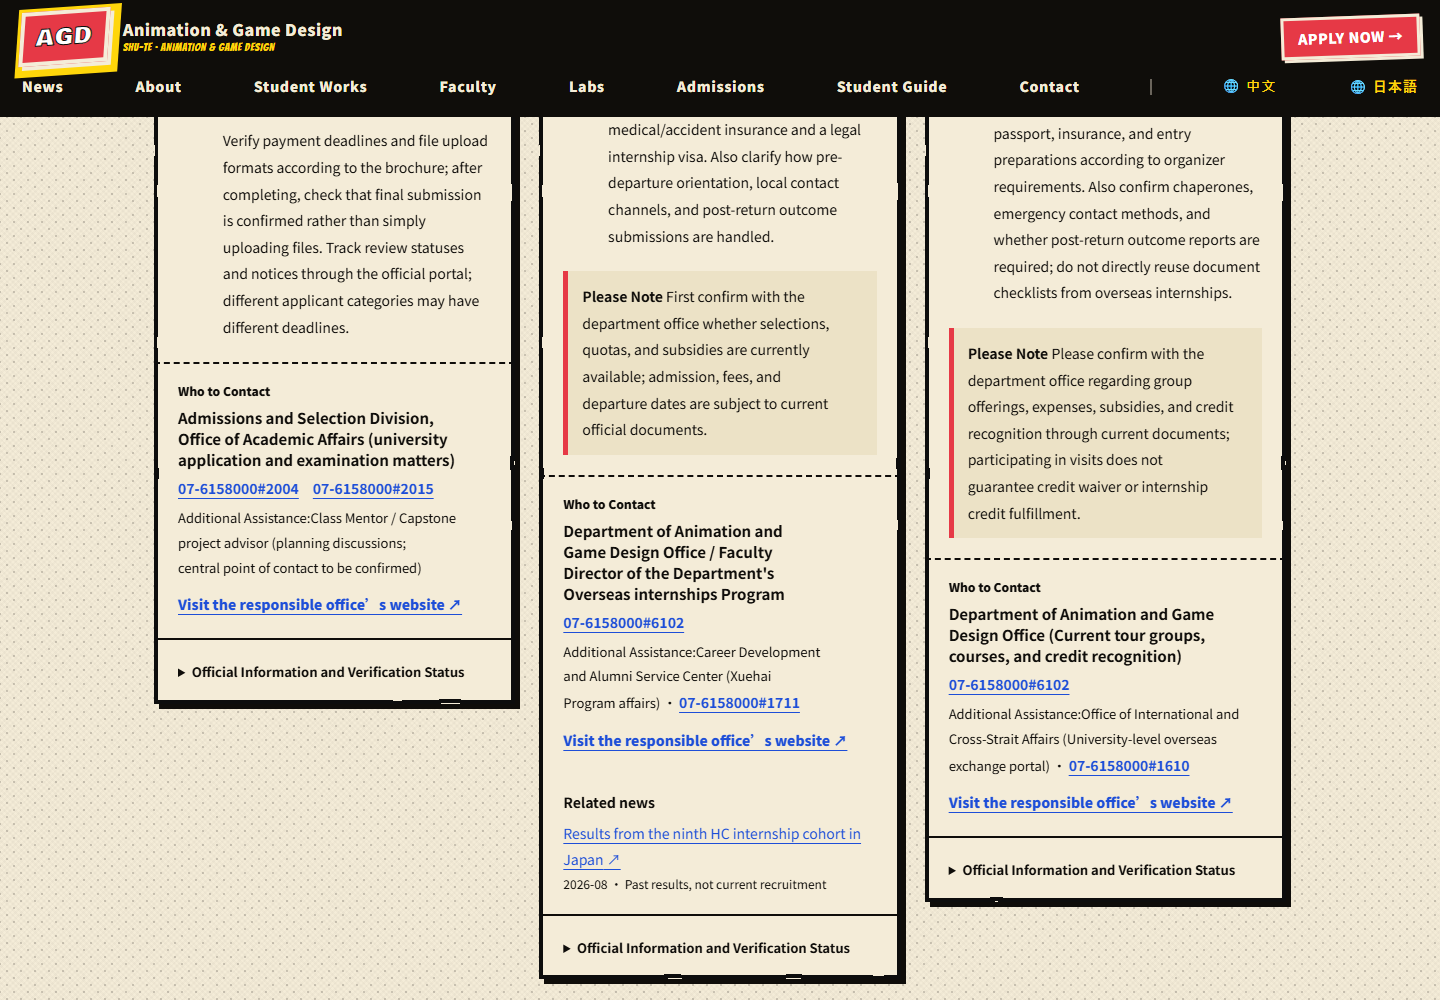 AGD
Animation & Game Design
SHU-TE · ANIMATION & GAME DESIGN
APPLY NOW →
News
About
Student Works
Faculty
Labs
Admissions
Student Guide
Contact
中文
日本語
Verify payment deadlines and file upload
formats according to the brochure; after
completing, check that final submission
is confirmed rather than simply
uploading files. Track review statuses
and notices through the official portal;
different applicant categories may have
different deadlines.
Who to Contact
Admissions and Selection Division,
Office of Academic Affairs (university
application and examination matters)
07-6158000#2004 07-6158000#2015
Additional Assistance:Class Mentor / Capstone
project advisor (planning discussions;
central point of contact to be confirmed)
Visit the responsible office’s website ↗
▶ Official Information and Verification Status
medical/accident insurance and a legal
internship visa. Also clarify how pre-
departure orientation, local contact
channels, and post-return outcome
submissions are handled.
Please Note First confirm with the
department office whether selections,
quotas, and subsidies are currently
available; admission, fees, and
departure dates are subject to current
official documents.
Who to Contact
Department of Animation and
Game Design Office / Faculty
Director of the Department's
Overseas internships Program
07-6158000#6102
Additional Assistance:Career Development
and Alumni Service Center (Xuehai
Program affairs) ・ 07-6158000#1711
Visit the responsible office’s website ↗
Related news
Results from the ninth HC internship cohort in
Japan ↗
2026-08 ・ Past results, not current recruitment
▶ Official Information and Verification Status
passport, insurance, and entry
preparations according to organizer
requirements. Also confirm chaperones,
emergency contact methods, and
whether post-return outcome reports are
required; do not directly reuse document
checklists from overseas internships.
Please Note Please confirm with the
department office regarding group
offerings, expenses, subsidies, and credit
recognition through current documents;
participating in visits does not
guarantee credit waiver or internship
credit fulfillment.
Who to Contact
Department of Animation and Game
Design Office (Current tour groups,
courses, and credit recognition)
07-6158000#6102
Additional Assistance:Office of International and
Cross-Strait Affairs (University-level overseas
exchange portal) ・ 07-6158000#1610
Visit the responsible office’s website ↗
▶ Official Information and Verification Status